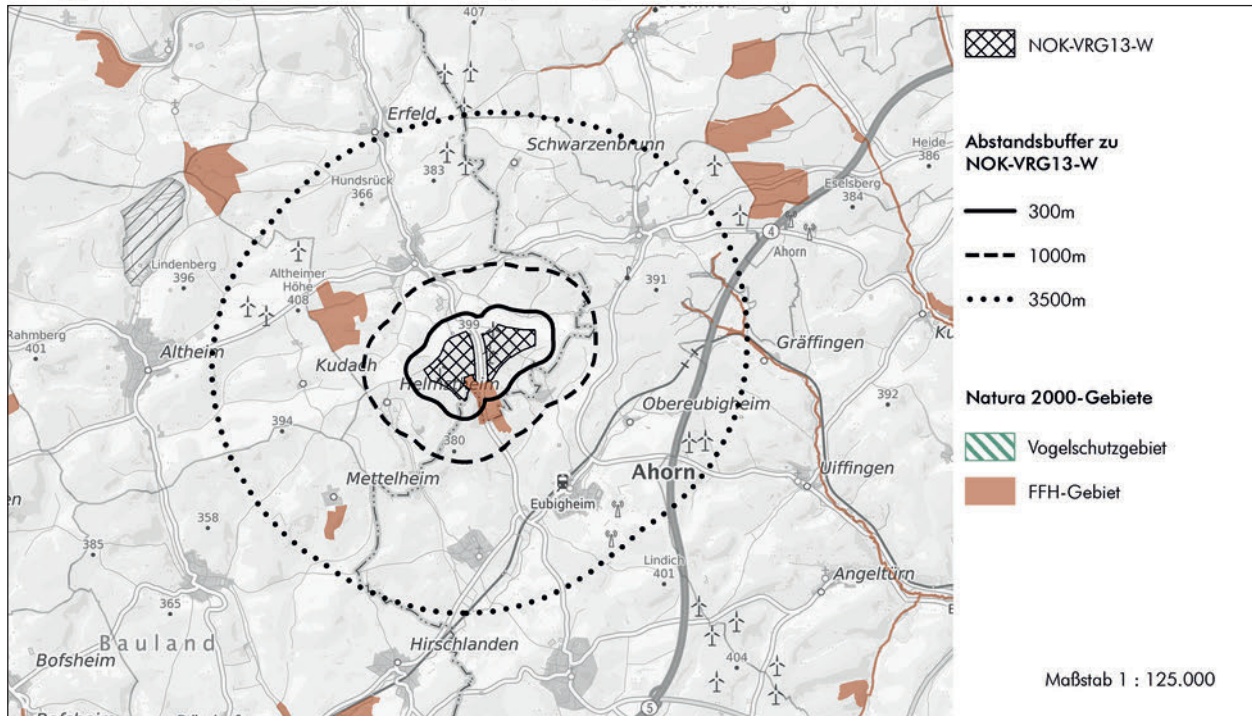 407
Erfeld
Schwarzenbrunn
383
Hundsrück
366
Heide
386
Eselsberg
384
4
Ahorn
Lindenberg
396
Altheimer
Höhe
408
391
Rahmberg
401
Altheim
Kudach
399
Gräffingen
Helmstheim
Obereubigheim
392
394
380
Mettelheim
Ahorn
Uiffingen
Eubigheim
358
385
365
Lindich
401
Angeltürn
Bauland
Hirschlanden
Bofsheim
404
5
NOK-VRG13-W
Abstandsbuffer zu
NOK-VRG13-W
300m
1000m
3500m
Natura 2000-Gebiete
Vogelschutzgebiet
FFH-Gebiet
Maßstab 1 : 125.000